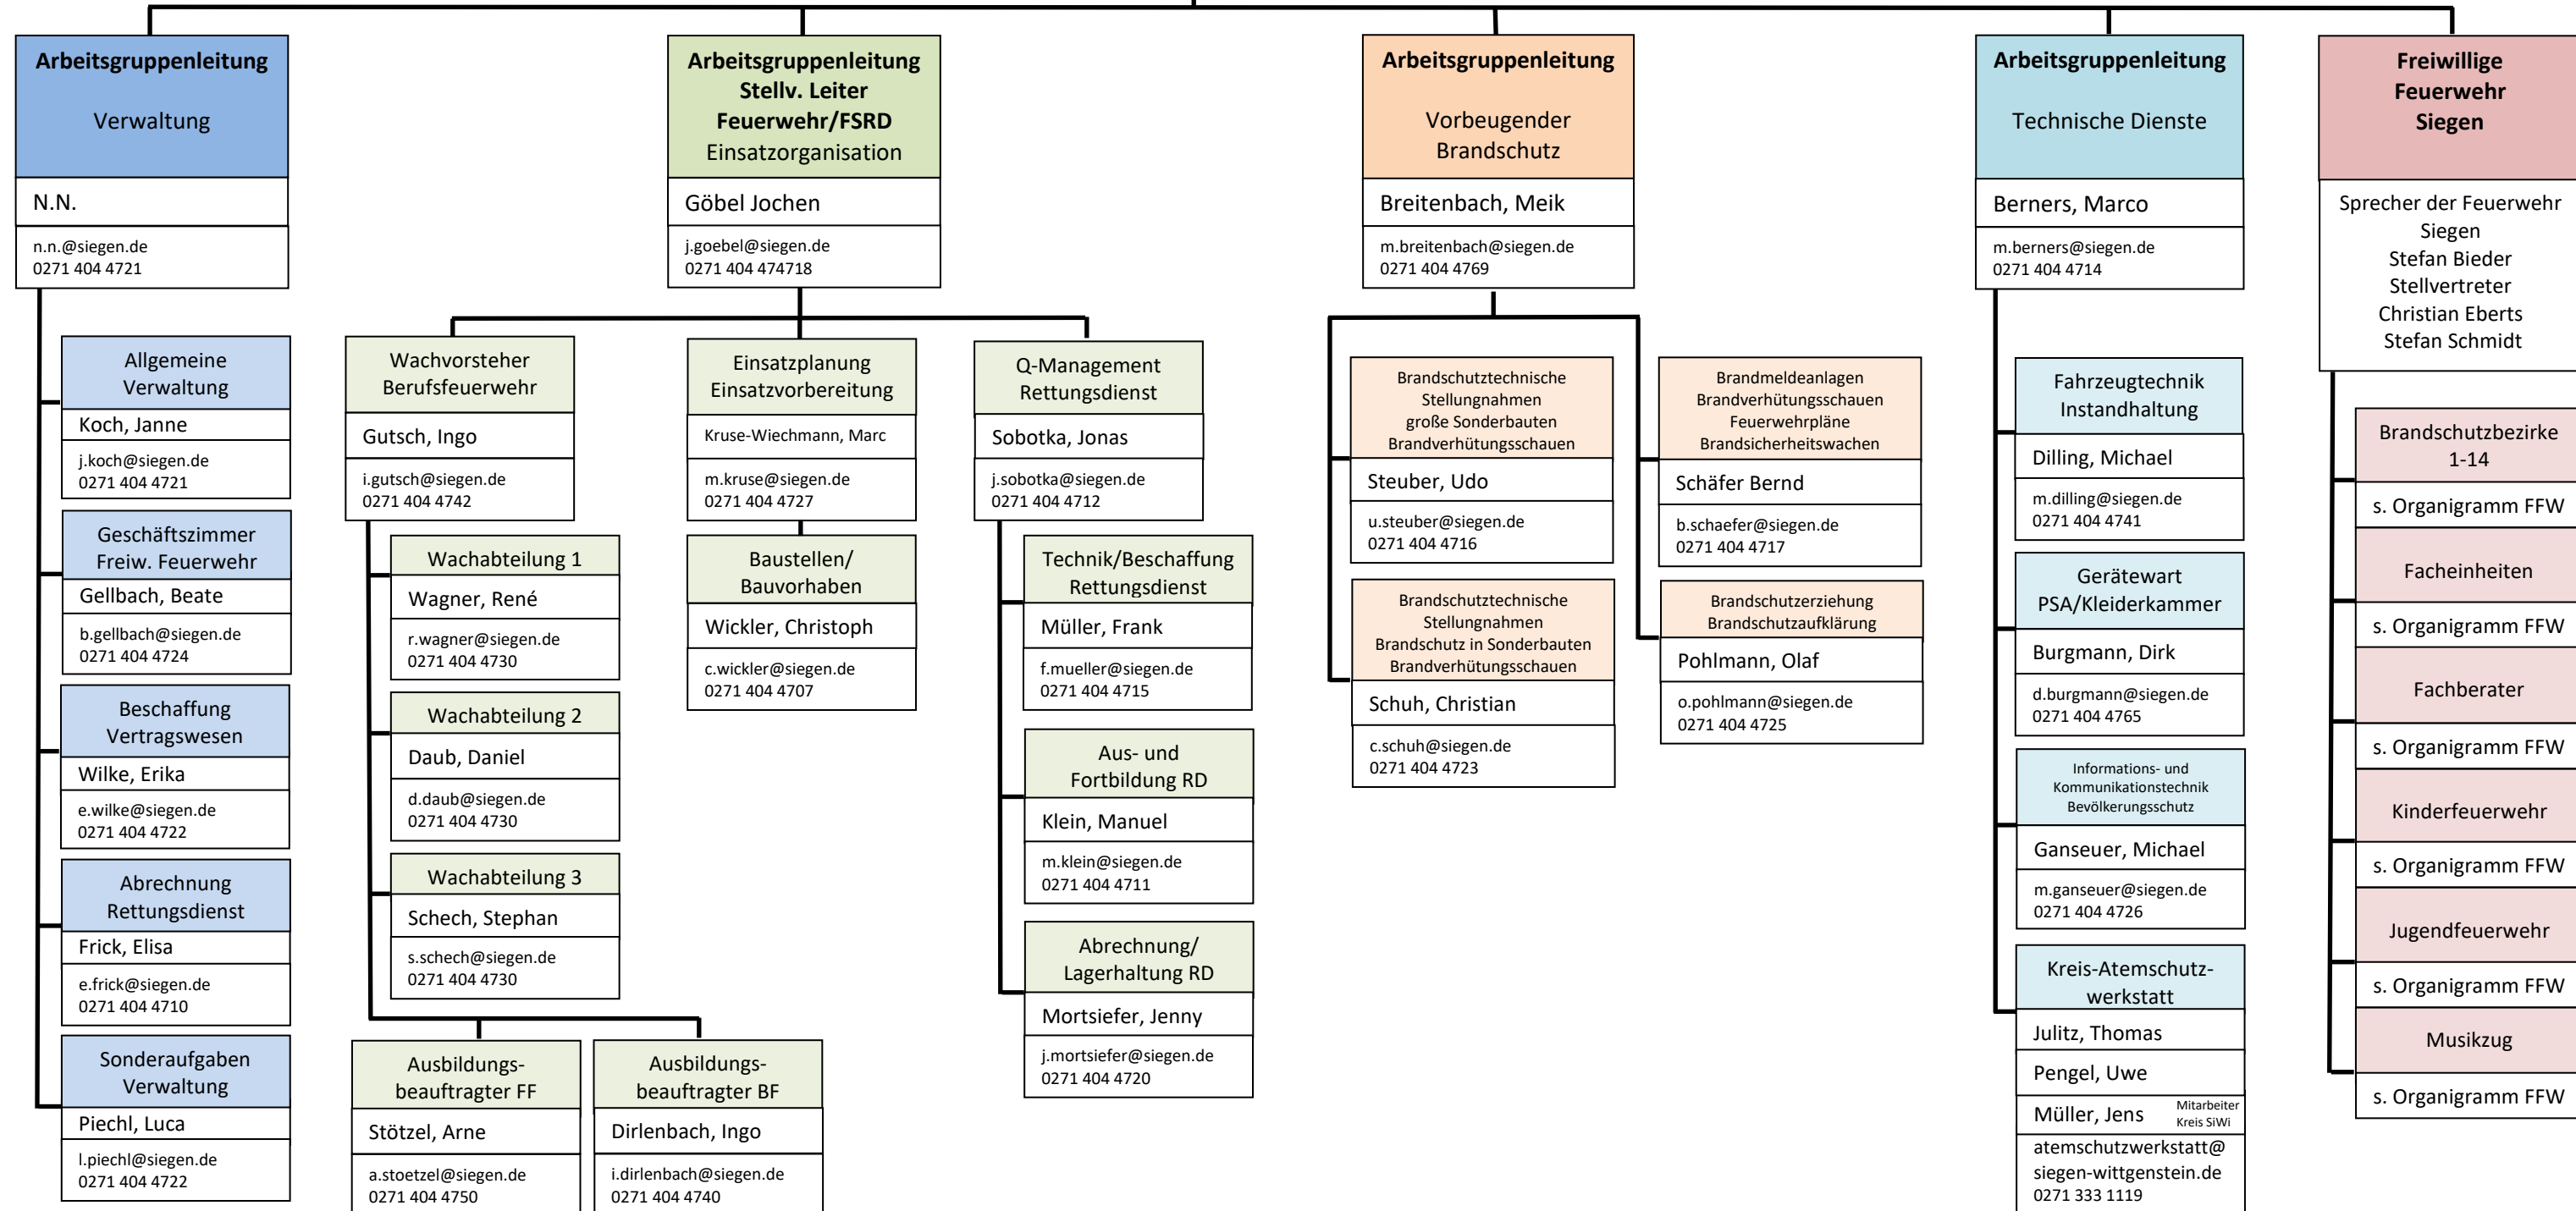 Arbeitsgruppenleitung
Verwaltung
N.N.
n.n.@siegen.de
0271 404 4721
Allgemeine
Verwaltung
Koch, Janne
j.koch@siegen.de
0271 404 4721
Geschäftszimmer
Freiw. Feuerwehr
Gellbach, Beate
b.gellbach@siegen.de
0271 404 4724
Beschaffung
Vertragswesen
Wilke, Erika
e.wilke@siegen.de
0271 404 4722
Abrechnung
Rettungsdienst
Frick, Elisa
e.frick@siegen.de
0271 404 4710
Sonderaufgaben
Verwaltung
Piechl, Luca
l.piechl@siegen.de
0271 404 4722
Arbeitsgruppenleitung
Stellv. Leiter
Feuerwehr/FSRD
Einsatzorganisation
Göbel Jochen
j.goebel@siegen.de
0271 404 474718
Wachvorsteher
Berufsfeuerwehr
Gutsch, Ingo
i.gutsch@siegen.de
0271 404 4742
Wachabteilung 1
Wagner, René
r.wagner@siegen.de
0271 404 4730
Wachabteilung 2
Daub, Daniel
d.daub@siegen.de
0271 404 4730
Wachabteilung 3
Schech, Stephan
s.schech@siegen.de
0271 404 4730
Ausbildungs-
beauftragter FF
Stötzel, Arne
a.stoetzel@siegen.de
0271 404 4750
Ausbildungs-
beauftragter BF
Dirlenbach, Ingo
i.dirlenbach@siegen.de
0271 404 4740
Einsatzplanung
Einsatzvorbereitung
Kruse-Wiechmann, Marc
m.kruse@siegen.de
0271 404 4727
Baustellen/
Bauvorhaben
Wickler, Christoph
c.wickler@siegen.de
0271 404 4707
Q-Management
Rettungsdienst
Sobotka, Jonas
j.sobotka@siegen.de
0271 404 4712
Technik/Beschaffung
Rettungsdienst
Müller, Frank
f.mueller@siegen.de
0271 404 4715
Aus- und
Fortbildung RD
Klein, Manuel
m.klein@siegen.de
0271 404 4711
Abrechnung/
Lagerhaltung RD
Mortsiefer, Jenny
j.mortsiefer@siegen.de
0271 404 4720
Arbeitsgruppenleitung
Vorbeugender
Brandschutz
Breitenbach, Meik
m.breitenbach@siegen.de
0271 404 4769
Brandschutztechnische
Stellungnahmen
große Sonderbauten
Brandverhütungsschauen
Steuber, Udo
u.steuber@siegen.de
0271 404 4716
Brandschutztechnische
Stellungnahmen
Brandschutz in Sonderbauten
Brandverhütungsschauen
Schuh, Christian
c.schuh@siegen.de
0271 404 4723
Brandmeldeanlagen
Brandverhütungsschauen
Feuerwehrpläne
Brandsicherheitswachen
Schäfer Bernd
b.schaefer@siegen.de
0271 404 4717
Brandschutzerziehung
Brandschutzaufklärung
Pohlmann, Olaf
o.pohlmann@siegen.de
0271 404 4725
Arbeitsgruppenleitung
Technische Dienste
Berners, Marco
m.berners@siegen.de
0271 404 4714
Fahrzeugtechnik
Instandhaltung
Dilling, Michael
m.dilling@siegen.de
0271 404 4741
Gerätewart
PSA/Kleiderkammer
Burgmann, Dirk
d.burgmann@siegen.de
0271 404 4765
Informations- und
Kommunikationstechnik
Bevölkerungsschutz
Ganseuer, Michael
m.ganseuer@siegen.de
0271 404 4726
Kreis-Atemschutz-
werkstatt
Julitz, Thomas
Pengel, Uwe
Müller, Jens
Mitarbeiter
Kreis SiWi
atemschutzwerkstatt@
siegen-wittgenstein.de
0271 333 1119
Freiwillige
Feuerwehr
Siegen
Sprecher der Feuerwehr
Siegen
Stefan Bieder
Stellvertreter
Christian Eberts
Stefan Schmidt
Brandschutzbezirke
1-14
s. Organigramm FFW
Facheinheiten
s. Organigramm FFW
Fachberater
s. Organigramm FFW
Kinderfeuerwehr
s. Organigramm FFW
Jugendfeuerwehr
s. Organigramm FFW
Musikzug
s. Organigramm FFW